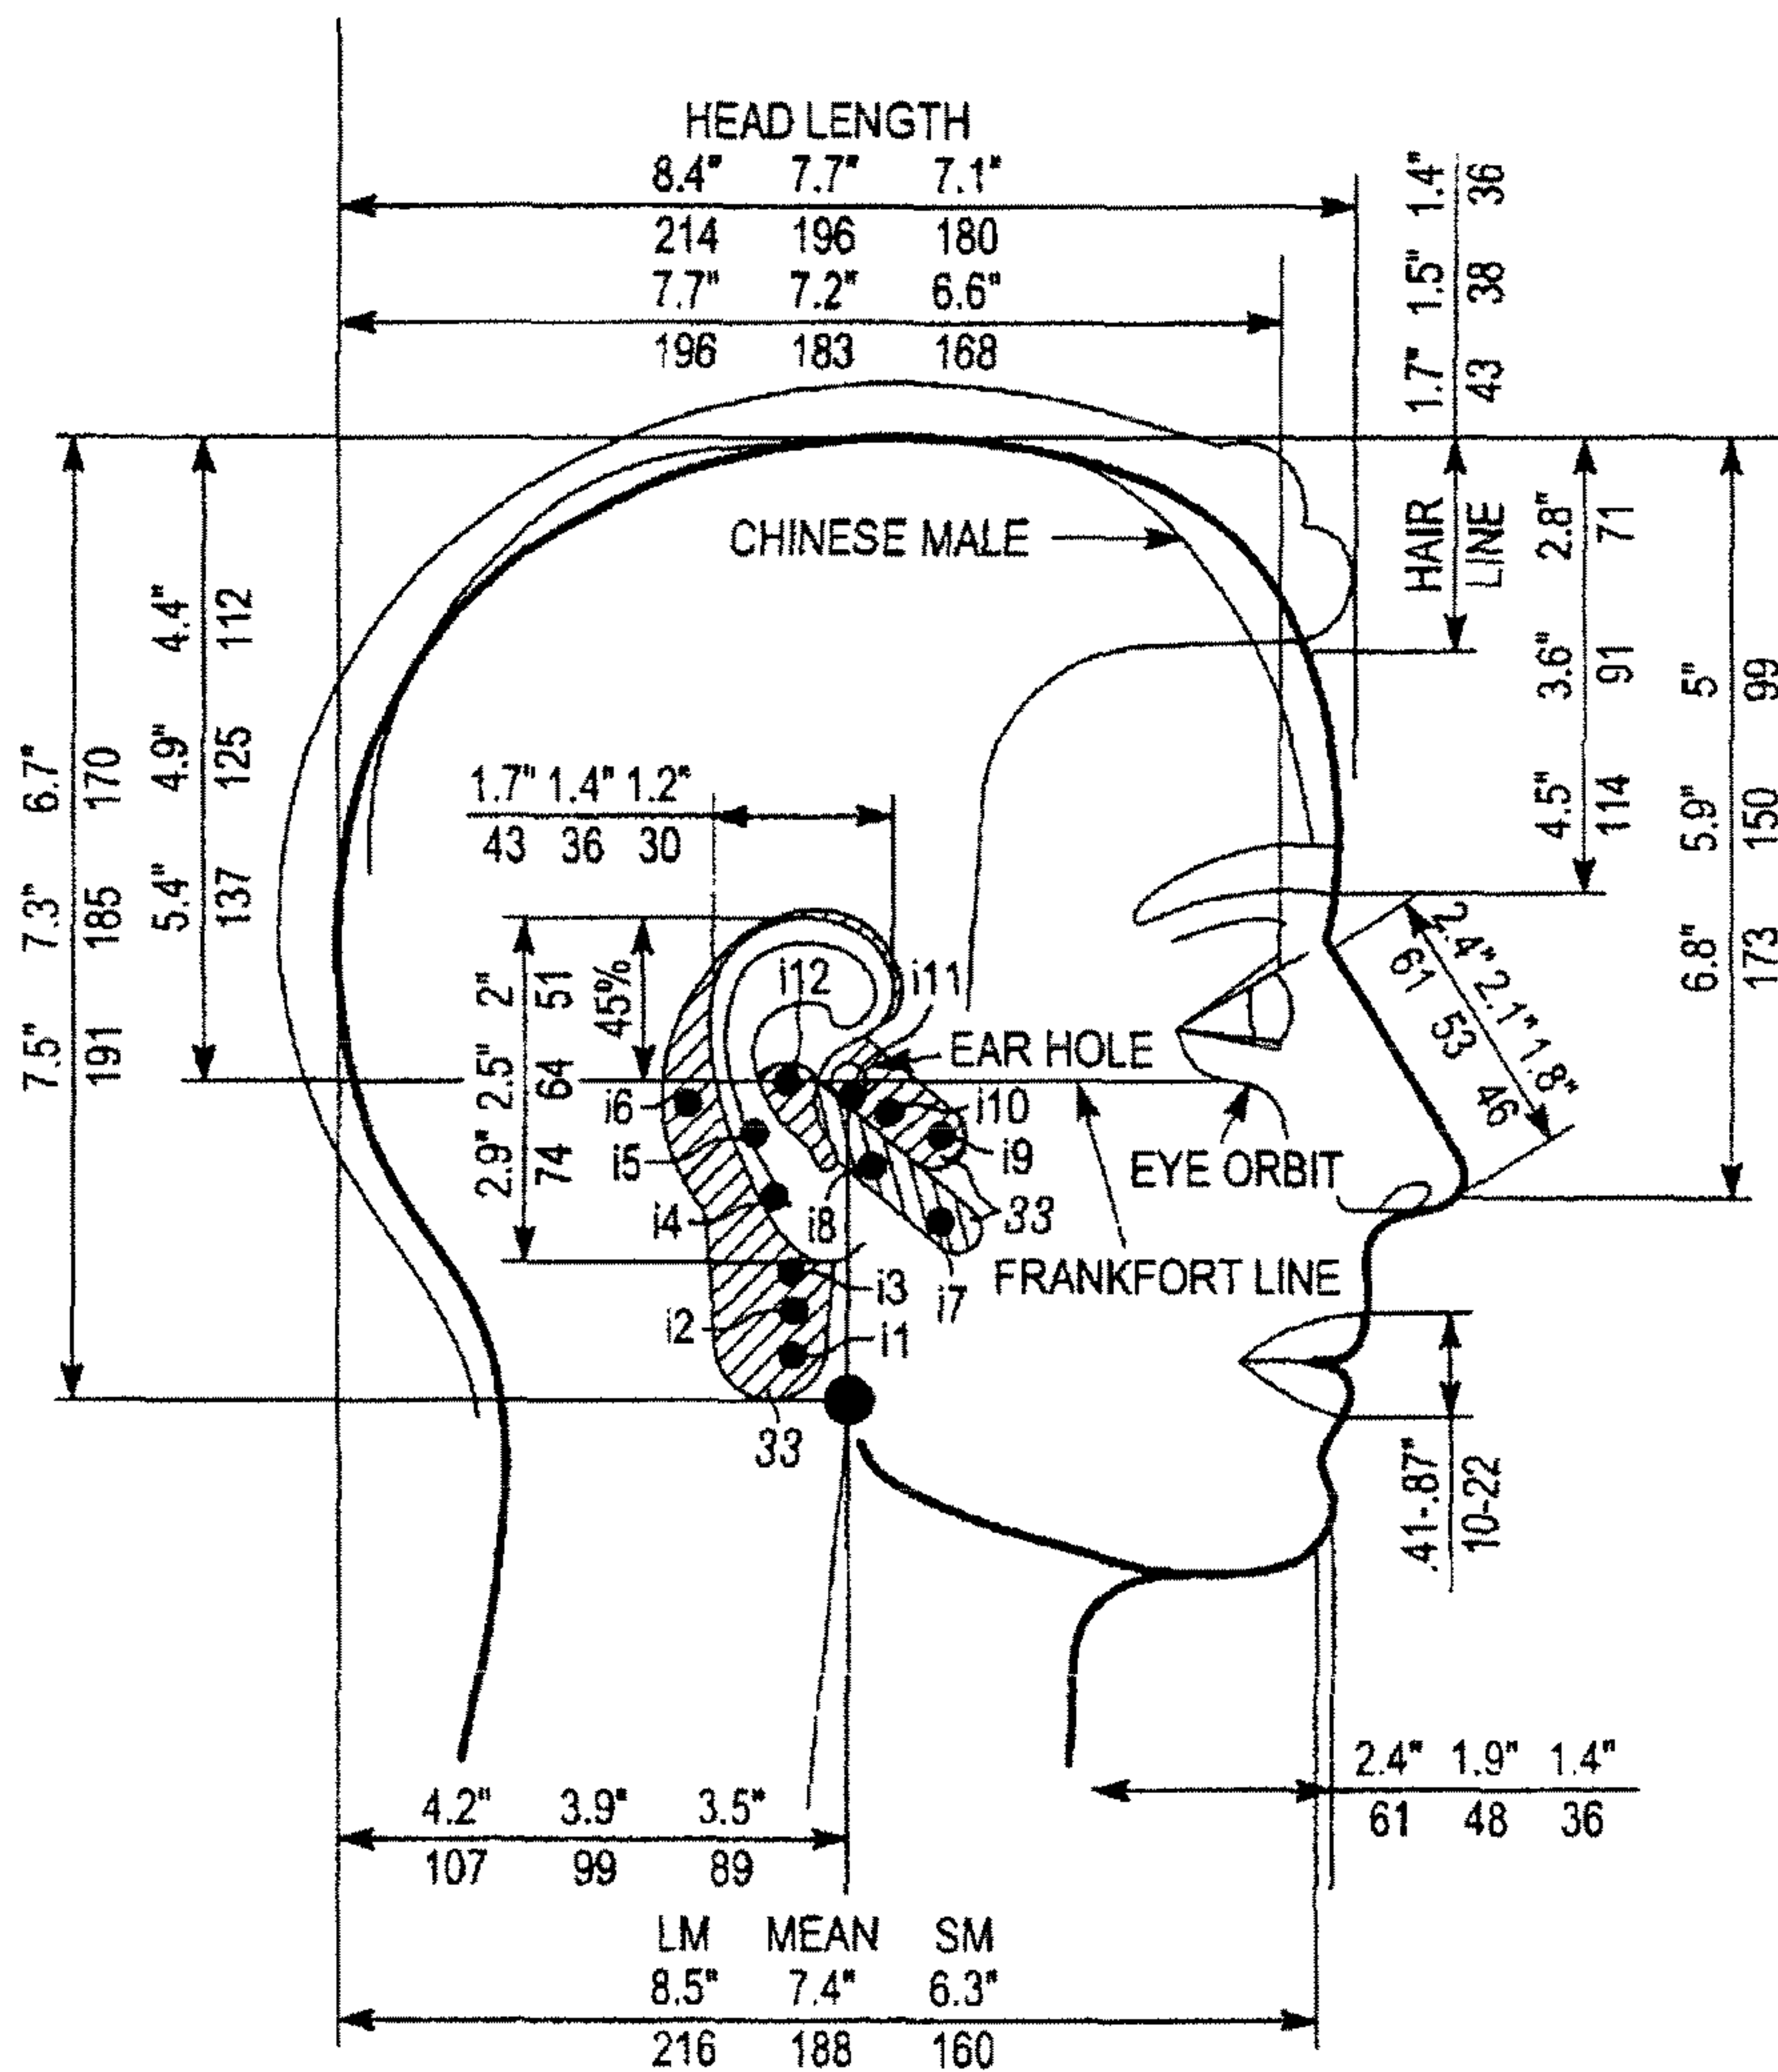 HEAD LENGTH
8.4" 7.7" 7.1"
214 196 180
7.7" 7.2" 6.6"
196 183 168
1.7" 1.5" 1.4"
43 38 36
HAIR
LINE
CHINESE MALE
4.5" 3.6" 2.8"
114 91 71
6.8" 5.9" 5"
173 150 99
7.5" 7.3" 6.7"
191 185 170
5.4" 4.9" 4.4"
137 125 112
1.7" 1.4" 1.2"
43 36 30
2.9" 2.5" 2"
74 64 51
45%
i12
i11
EAR HOLE
2.4" 2.1" 1.8"
61 53 46
i6
i10
i5
i9
EYE ORBIT
i4
i8
33
FRANKFORT LINE
i3
i7
i2
i1
33
.41-.87"
10-22
2.4" 1.9" 1.4"
61 48 36
4.2" 3.9" 3.5"
107 99 89
LM MEAN SM
8.5" 7.4" 6.3"
216 188 160